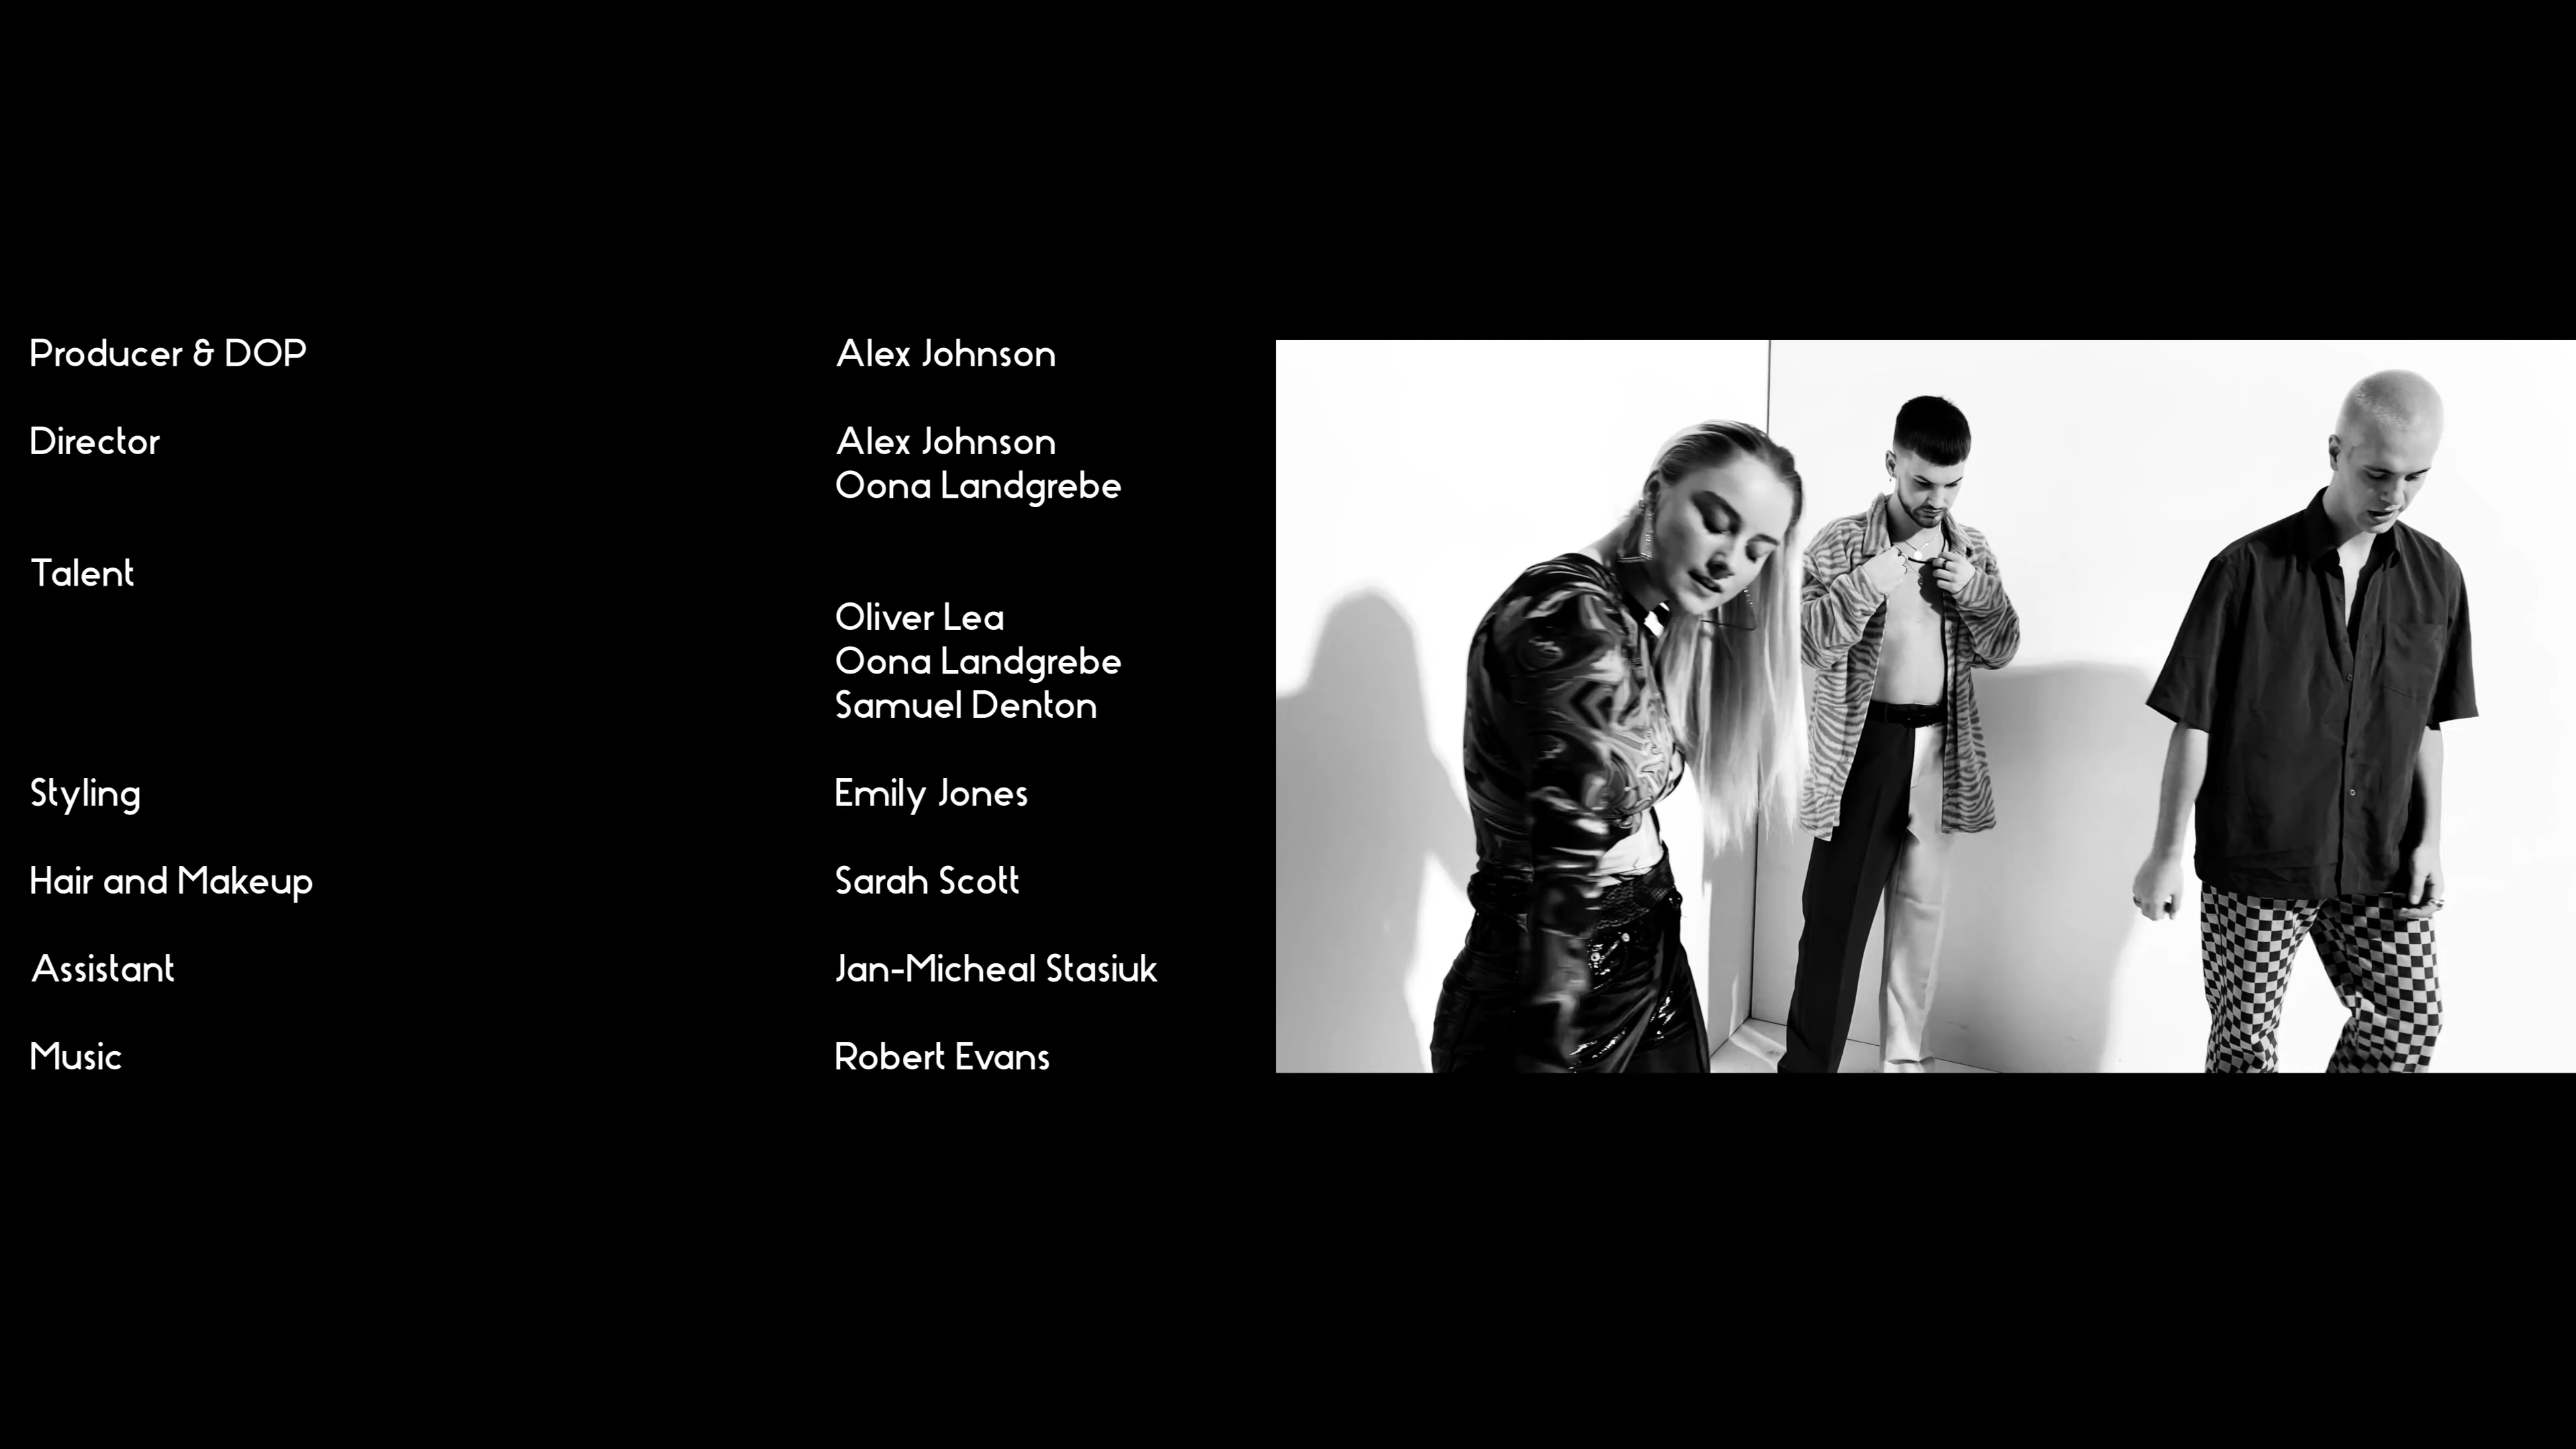 Producer & DOP Alex Johnson
Director Alex Johnson
Oona Landgrebe
Talent
Oliver Lea
Oona Landgrebe
Samuel Denton
Styling Emily Jones
Hair and Makeup Sarah Scott
Assistant Jan-Micheal Stasiuk
Music Robert Evans